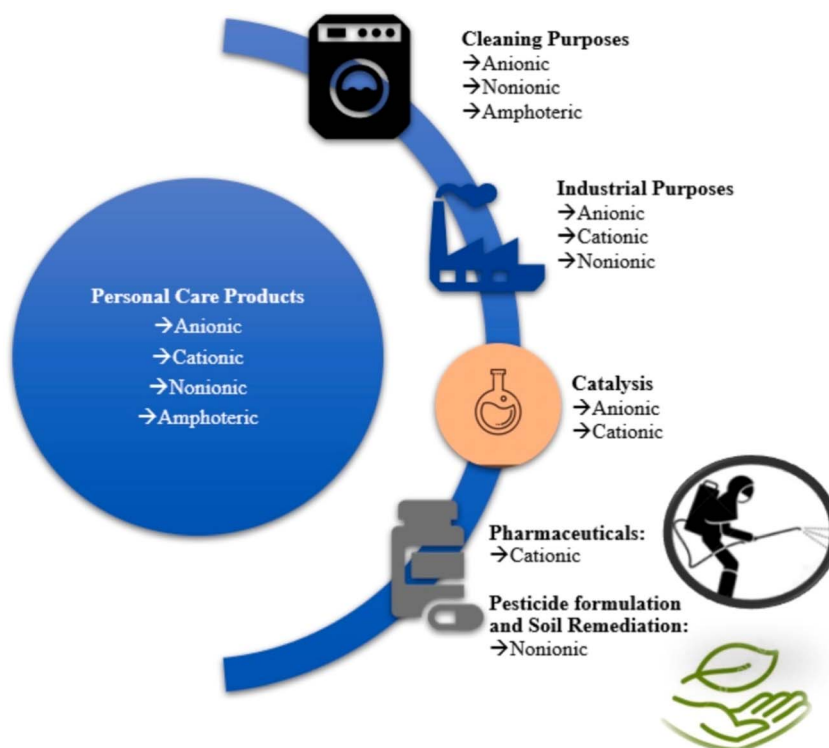 Cleaning Purposes
→Anionic
→Nonionic
→Amphoteric
Industrial Purposes
→Anionic
→Cationic
→Nonionic
Personal Care Products
→Anionic
→Cationic
→Nonionic
→Amphoteric
Catalysis
→Anionic
→Cationic
Pharmaceuticals:
→Cationic
Pesticide formulation
and Soil Remediation:
→Nonionic